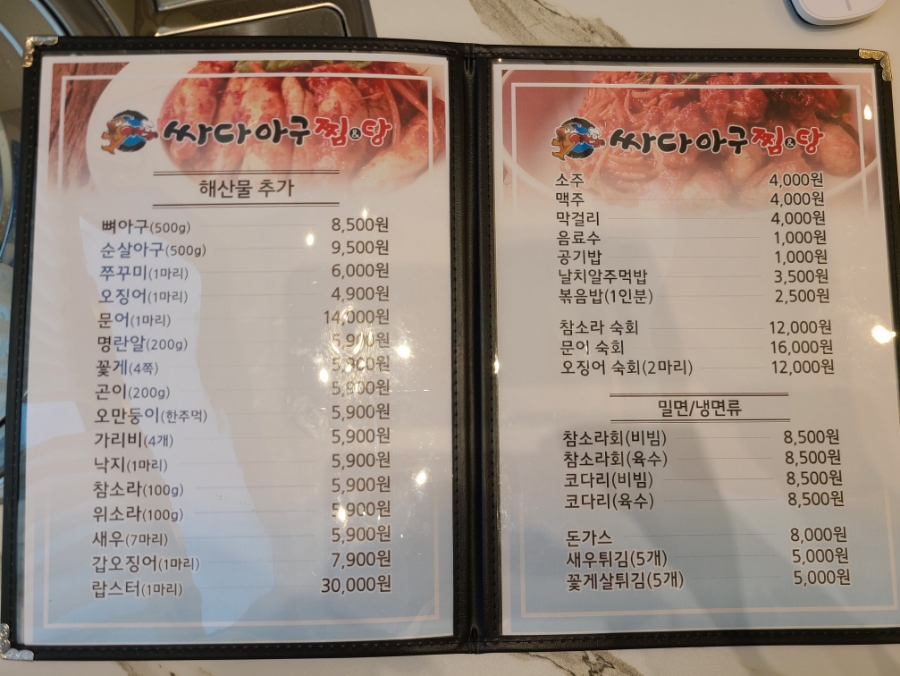 싸다아구찜&탕
해산물 추가
뼈아구(500g) 8,500원
순살아구(500g) 9,500원
쭈꾸미(1마리) 6,000원
오징어(1마리) 4,900원
문어(1마리) 14,000원
명란알(200g) 5,900원
꽃게(4쪽) 5,900원
곤이(200g) 5,900원
오만둥이(한주먹) 5,900원
가리비(4개) 5,900원
낙지(1마리) 5,900원
참소라(100g) 5,900원
위소라(100g) 5,900원
새우(7마리) 5,900원
갑오징어(1마리) 7,900원
랍스터(1마리) 30,000원
싸다아구찜&탕
소주 4,000원
맥주 4,000원
막걸리 4,000원
음료수 1,000원
공기밥 1,000원
날치알주먹밥 3,500원
볶음밥(1인분) 2,500원
참소라 숙회 12,000원
문어 숙회 16,000원
오징어 숙회(2마리) 12,000원
밀면/냉면류
참소라회(비빔) 8,500원
참소라회(육수) 8,500원
코다리(비빔) 8,500원
코다리(육수) 8,500원
돈가스 8,000원
새우튀김(5개) 5,000원
꽃게살튀김(5개) 5,000원